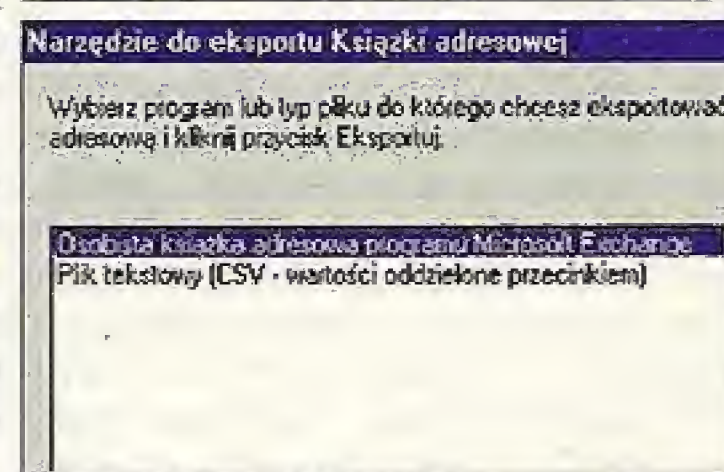 Narzędzie do eksportu Książki adresowej
Wybierz program lub typ pliku do którego chcesz eksportować
adresową i kliknij przycisk Eksportuj.
Osobista książka adresowa programu Microsoft Exchange
Plik tekstowy (CSV - wartości oddzielone przecinkiem)